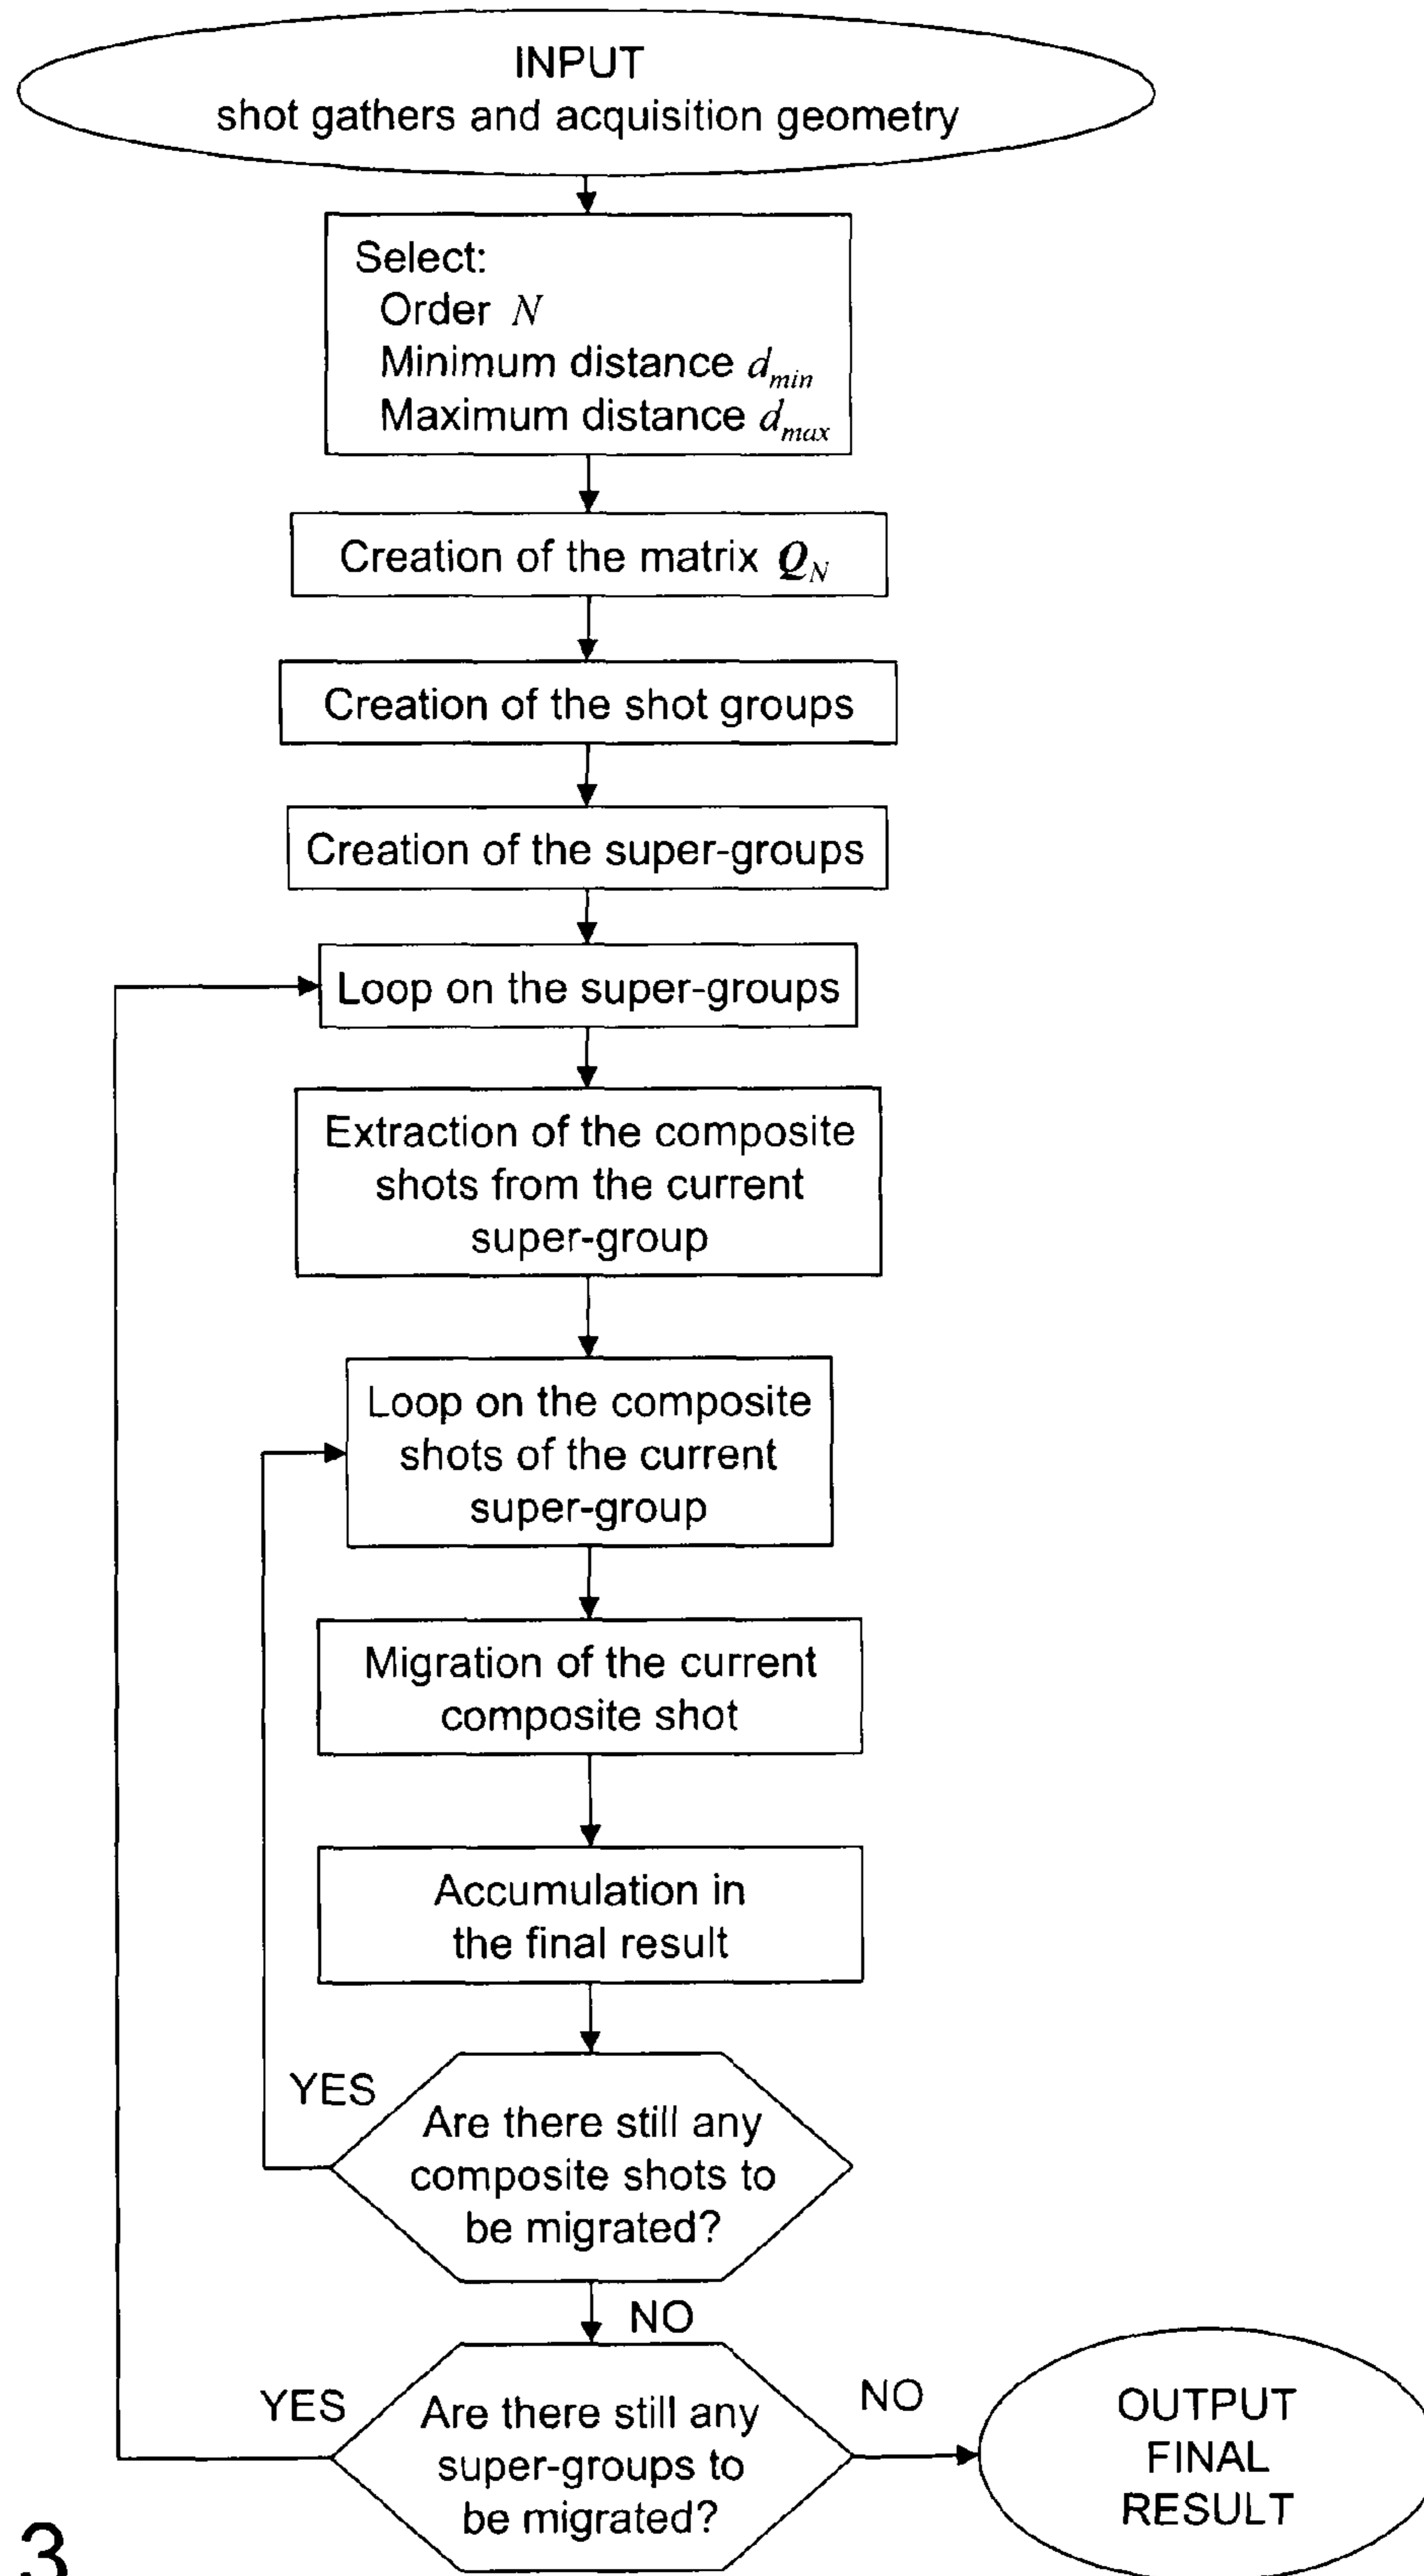 INPUT
shot gathers and acquisition geometry
Select:
Order N
Minimum distance d_min
Maximum distance d_max
Creation of the matrix Q_N
Creation of the shot groups
Creation of the super-groups
Loop on the super-groups
Extraction of the composite
shots from the current
super-group
Loop on the composite
shots of the current
super-group
Migration of the current
composite shot
Accumulation in
the final result
YES
Are there still any
composite shots to
be migrated?
NO
YES
Are there still any
super-groups to
be migrated?
NO
OUTPUT
FINAL
RESULT
3